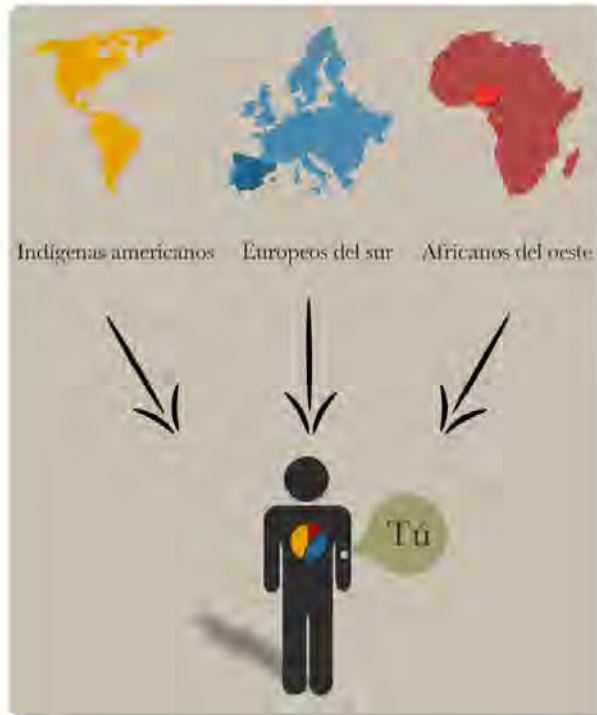 Indígenas americanos
Europeos del sur
Africanos del oeste
Tú